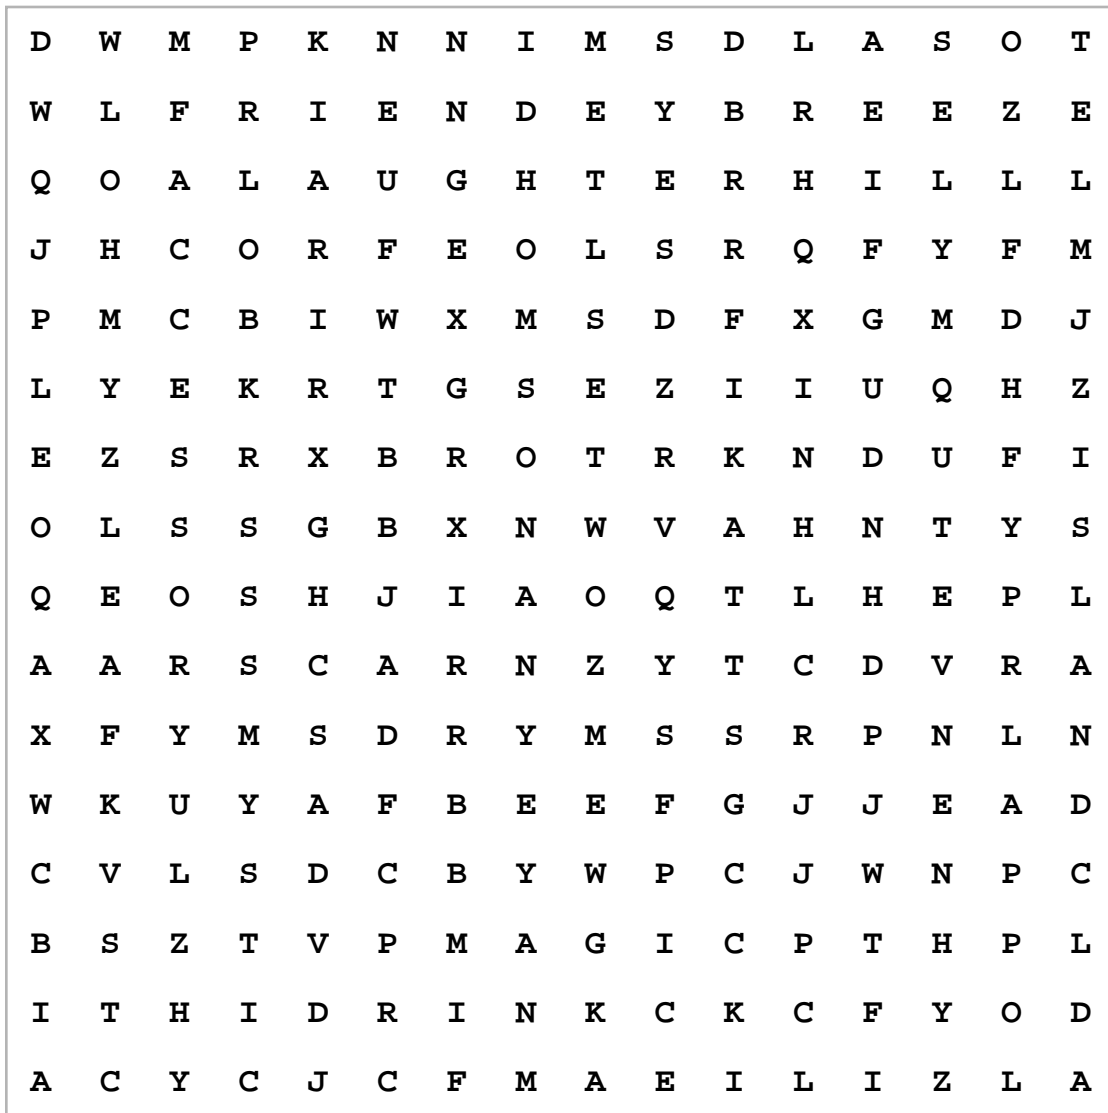 D W M P K N N I M S D L A S O T
W L F R I E N D E Y B R E E Z E
Q O A L A U G H T E R H I L L L
J H C O R F E O L S R Q F Y F M
P M C B I W X M S D F X G M D J
L Y E K R T G S E Z I I U Q H Z
E Z S R X B R O T R K N D U F I
O L S S G B X N W V A H N T Y S
Q E O S H J I A O Q T L H E P L
A A R S C A R N Z Y T C D V R A
X F Y M S D R Y M S S R P N L N
W K U Y A F B E E F G J J E A D
C V L S D C B Y W P C J W N P C
B S Z T V P M A G I C P T H P L
I T H I D R I N K C K C F Y O D
A C Y C J C F M A E I L I Z L A